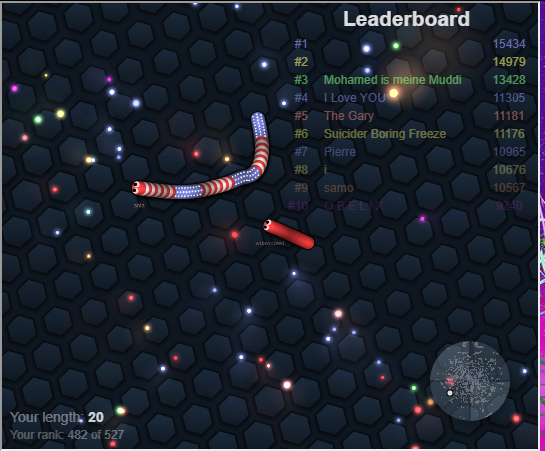 Leaderboard
#1 15434
#2 14979
#3 Mohamed is meine Muddi 13428
#4 I Love YOU 11305
#5 The Gary 11181
#6 Suicider Boring Freeze 11176
#7 Pierre 10965
#8 i 10676
#9 samo 10567
#10 O B E L I X 9240
Your length: 20
Your rank: 482 of 527